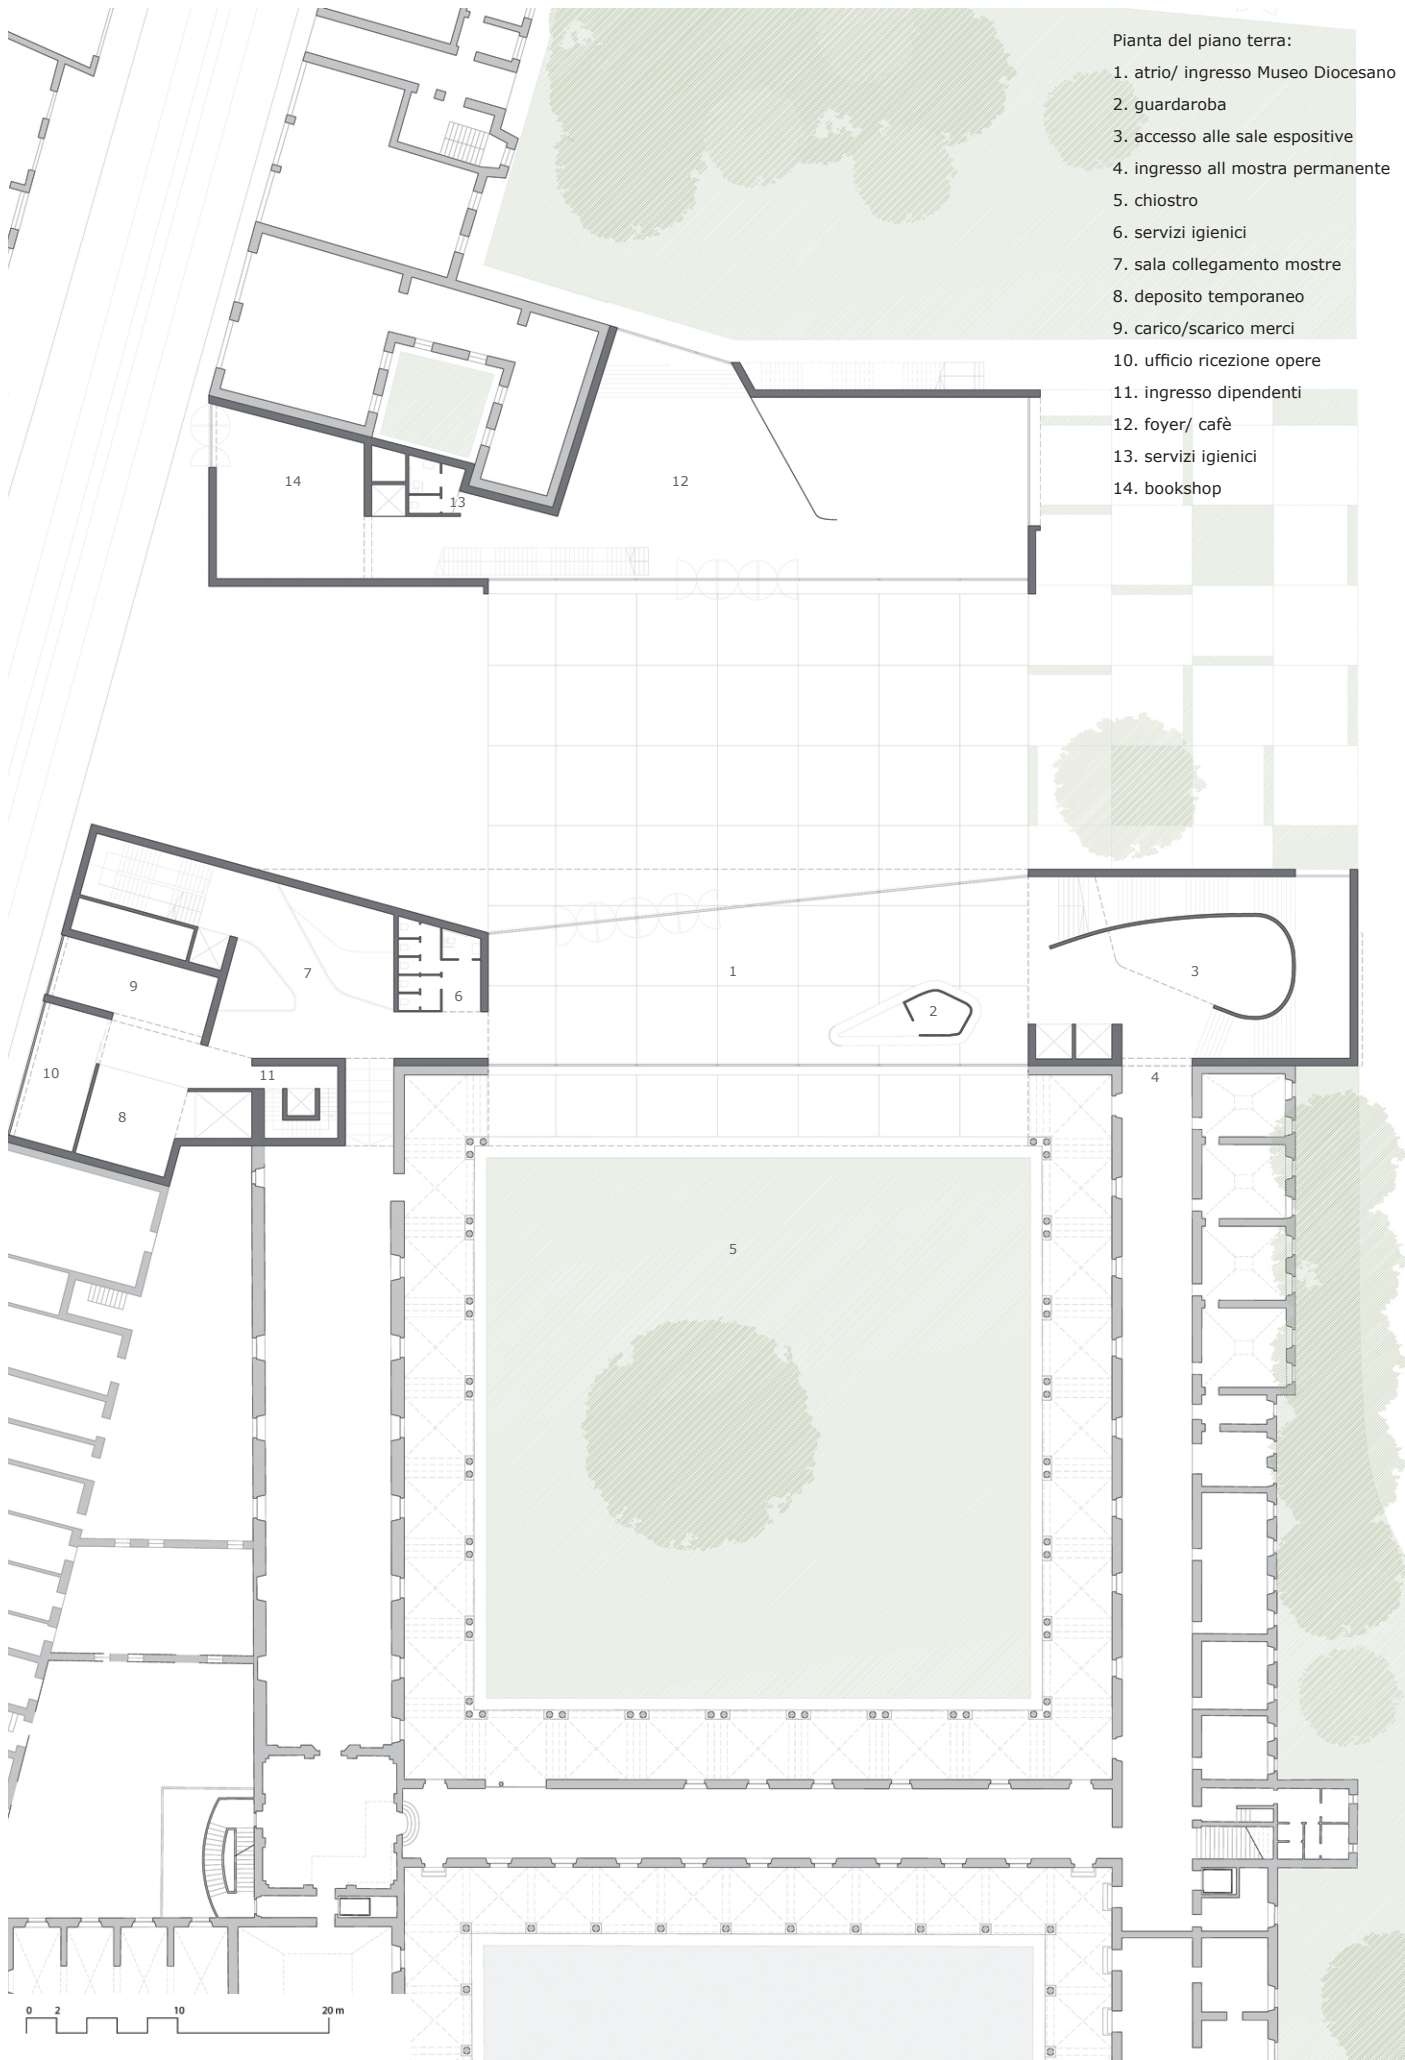 Pianta del piano terra:
1. atrio/ ingresso Museo Diocesano
2. guardaroba
3. accesso alle sale espositive
4. ingresso all mostra permanente
5. chiostro
6. servizi igienici
7. sala collegamento mostre
8. deposito temporaneo
9. carico/scarico merci
10. ufficio ricezione opere
11. ingresso dipendenti
12. foyer/ cafè
13. servizi igienici
14. bookshop
14
12
13
7
1
3
9
6
2
10
11
4
8
5
0 2 10 20 m